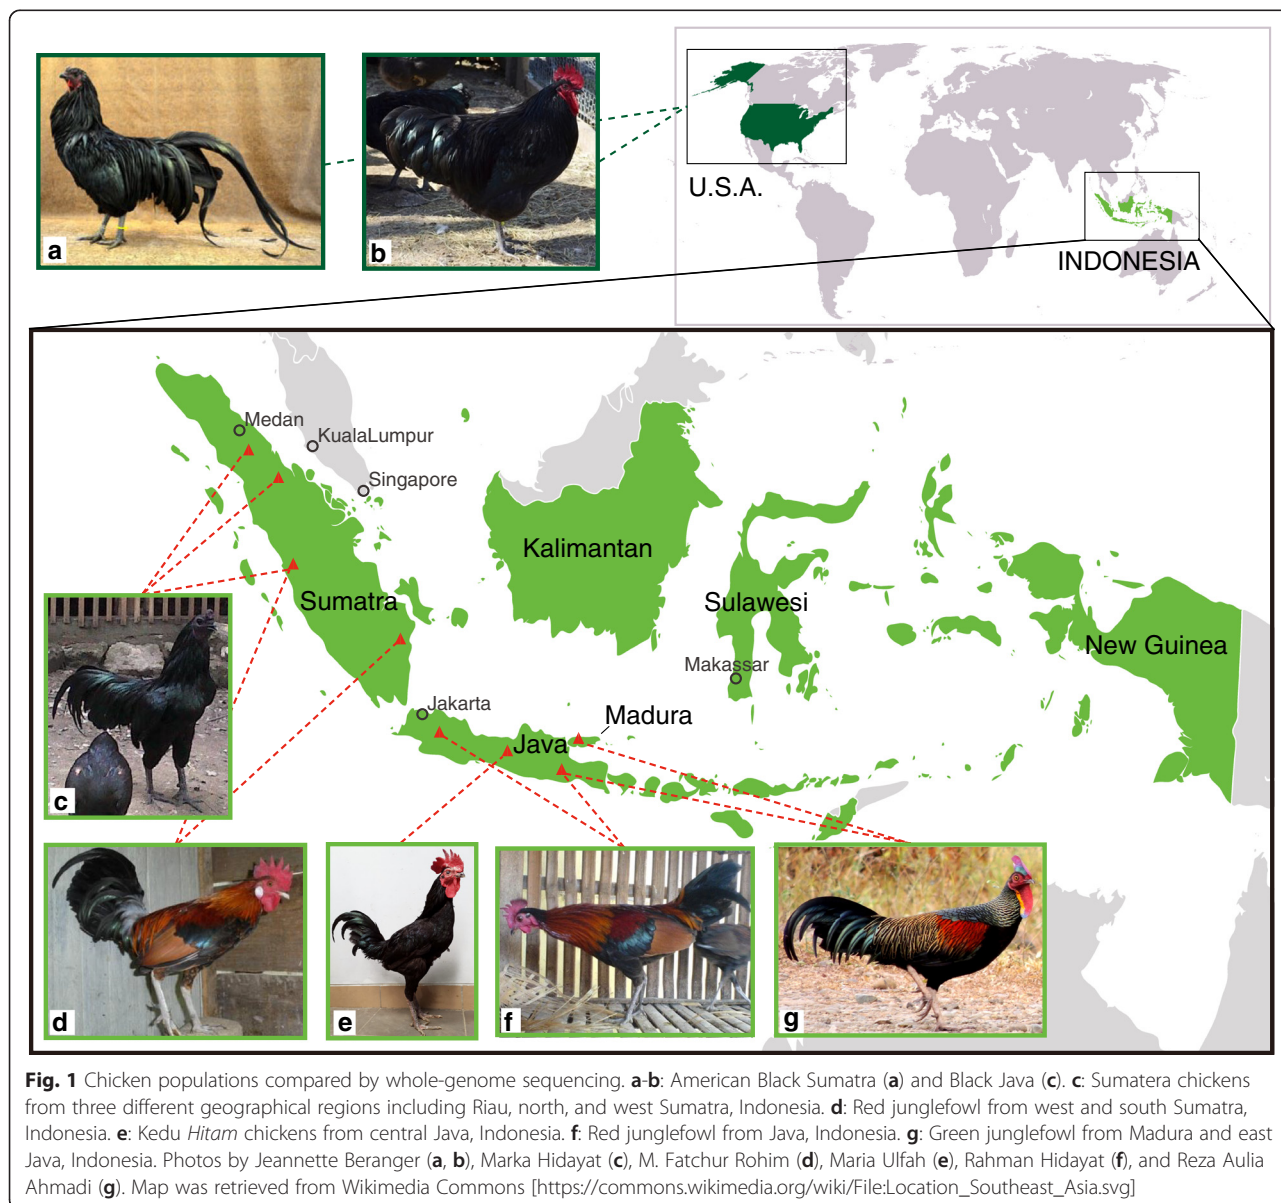 a
b
U.S.A.
INDONESIA
Medan
KualaLumpur
Singapore
Kalimantan
Sumatra
Sulawesi
New Guinea
Makassar
Jakarta
Madura
Java
c
d
e
f
g
Fig. 1 Chicken populations compared by whole-genome sequencing. a-b: American Black Sumatra (a) and Black Java (c). c: Sumatera chickens
from three different geographical regions including Riau, north, and west Sumatra, Indonesia. d: Red junglefowl from west and south Sumatra,
Indonesia. e: Kedu Hitam chickens from central Java, Indonesia. f: Red junglefowl from Java, Indonesia. g: Green junglefowl from Madura and east
Java, Indonesia. Photos by Jeannette Beranger (a, b), Marka Hidayat (c), M. Fatchur Rohim (d), Maria Ulfah (e), Rahman Hidayat (f), and Reza Aulia
Ahmadi (g). Map was retrieved from Wikimedia Commons [https://commons.wikimedia.org/wiki/File:Location_Southeast_Asia.svg]